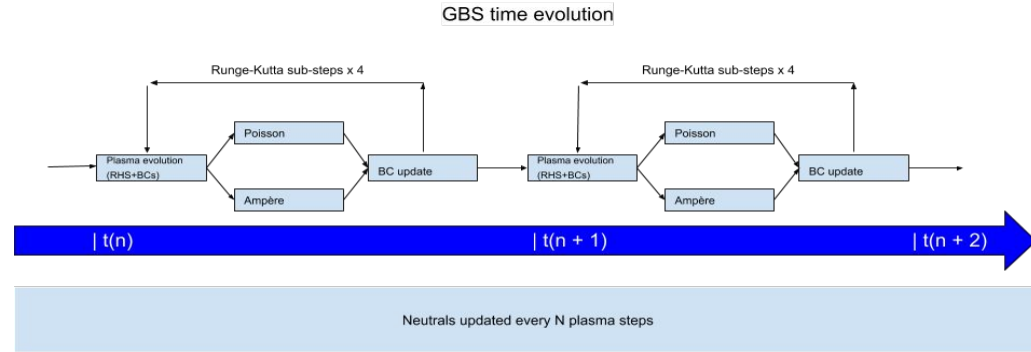 GBS time evolution
Runge-Kutta sub-steps x 4
Runge-Kutta sub-steps x 4
Poisson
Plasma evolution
(RHS+BCs)
BC update
Ampère
Poisson
Plasma evolution
(RHS+BCs)
BC update
Ampère
| t(n)
| t(n + 1)
| t(n + 2)
Neutrals updated every N plasma steps